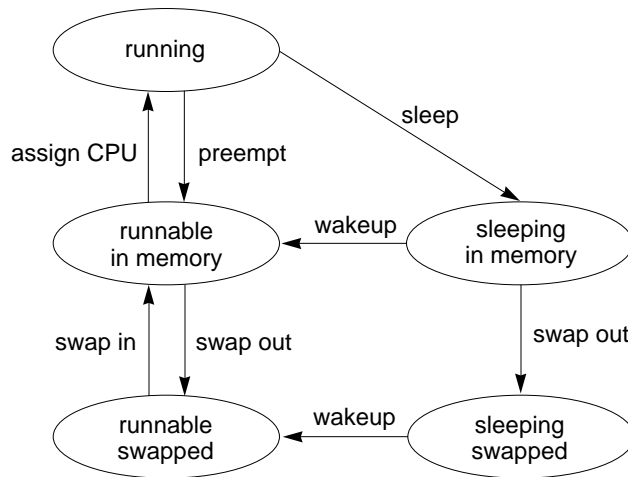 running
sleep
assign CPU
preempt
runnable
in memory
wakeup
sleeping
in memory
swap in
swap out
swap out
runnable
swapped
wakeup
sleeping
swapped